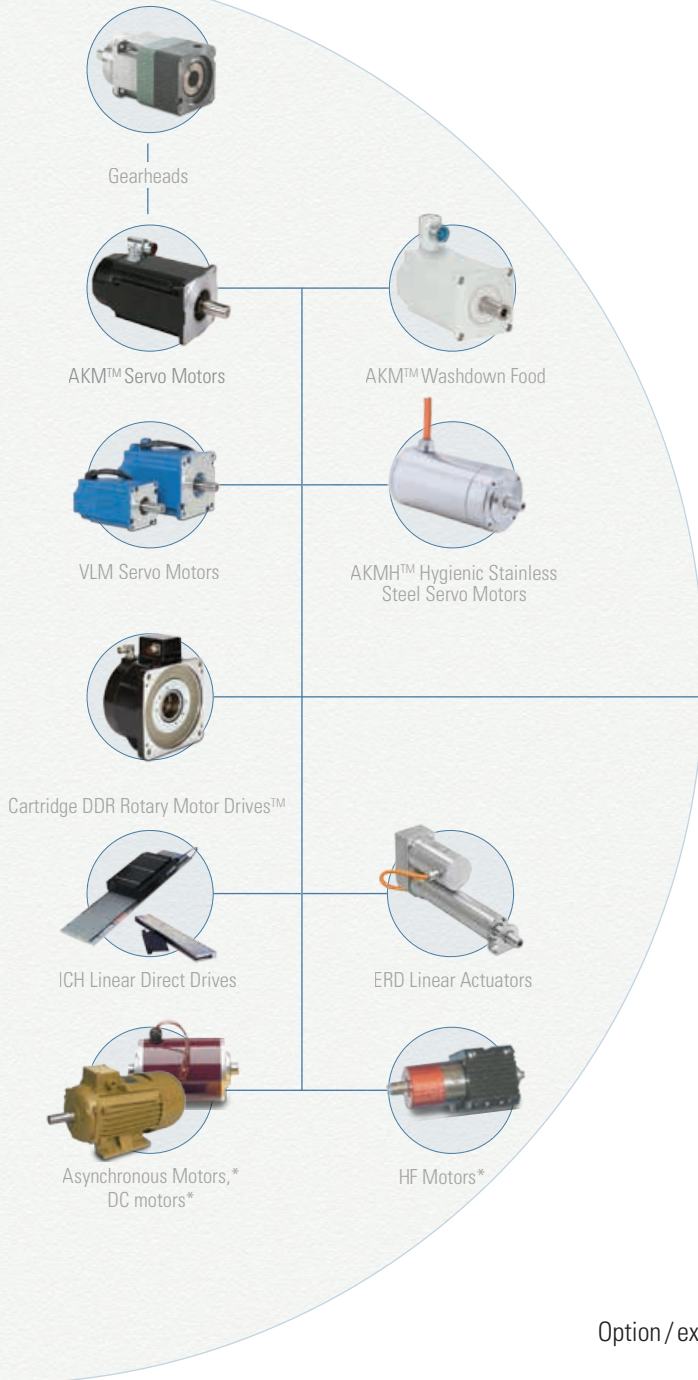 Gearheads
AKM™ Servo Motors
AKM™ Washdown Food
VLM Servo Motors
AKMH™ Hygienic Stainless
Steel Servo Motors
Cartridge DDR Rotary Motor Drives™
ICH Linear Direct Drives
ERD Linear Actuators
Asynchronous Motors,*
DC motors*
HF Motors*
Option / ex